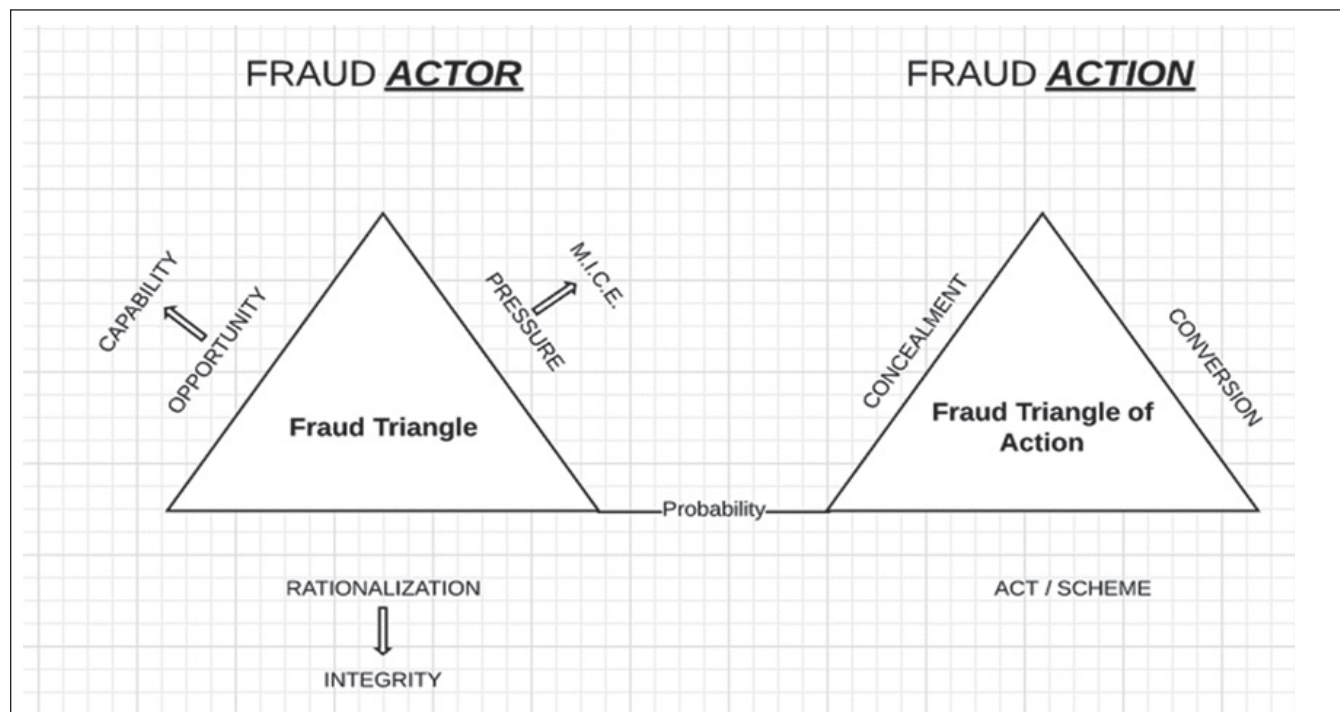 FRAUD ACTOR
FRAUD ACTION
CAPABILITY
OPPORTUNITY
PRESSURE
M.I.C.E.
Fraud Triangle
CONCEALMENT
CONVERSION
Fraud Triangle of
Action
Probability
RATIONALIZATION
INTEGRITY
ACT / SCHEME